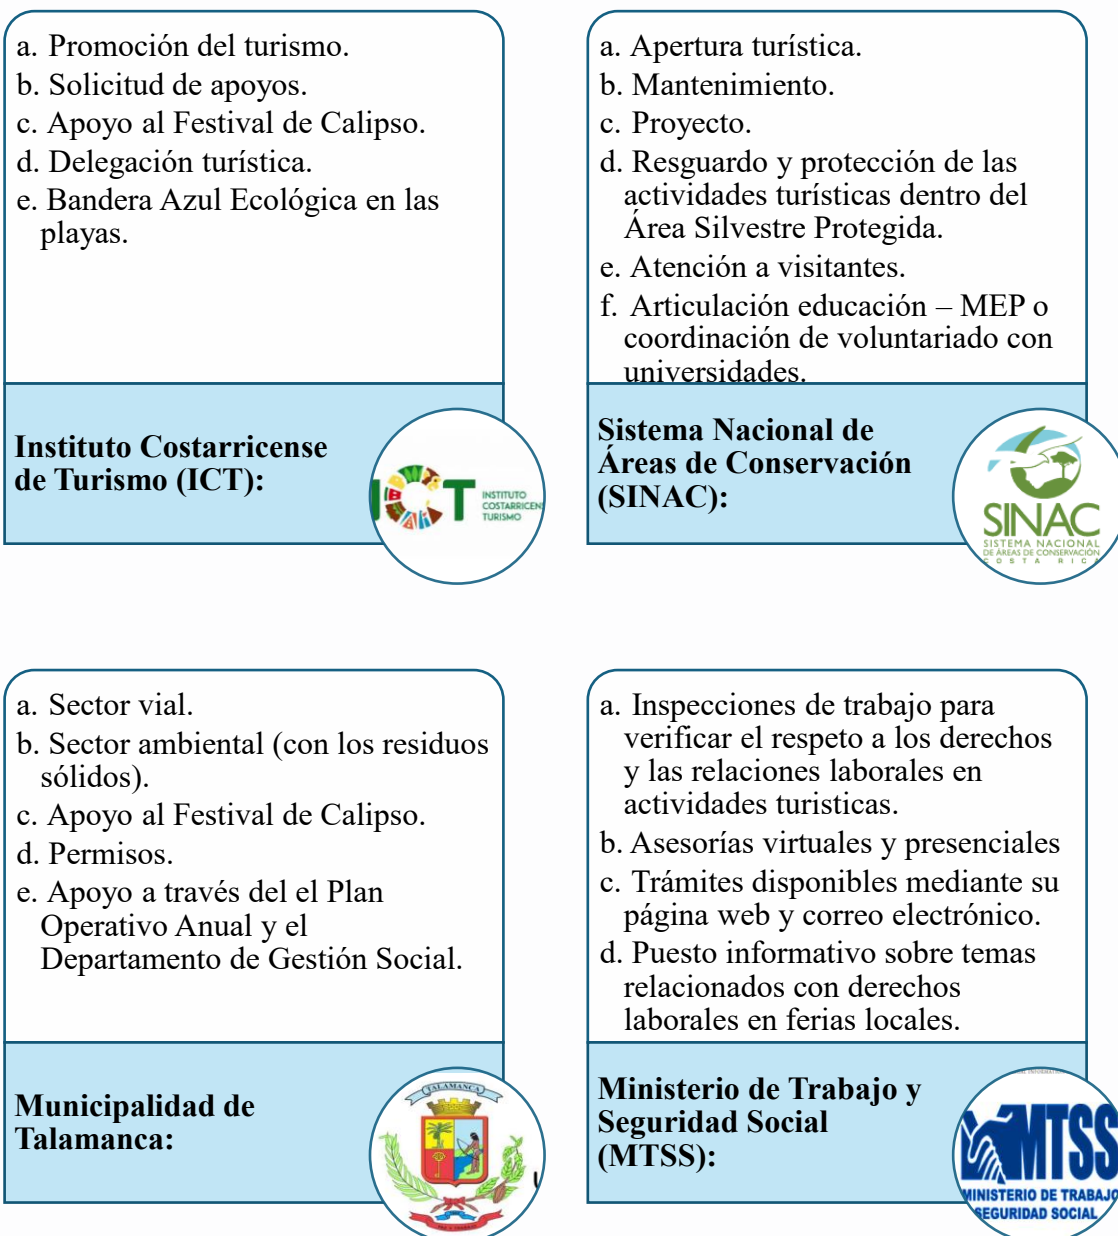 a. Promoción del turismo.
b. Solicitud de apoyos.
c. Apoyo al Festival de Calipso.
d. Delegación turística.
e. Bandera Azul Ecológica en las
playas.
Instituto Costarricense
de Turismo (ICT):
ICT
INSTITUTO
COSTARRICEN
TURISMO
a. Apertura turística.
b. Mantenimiento.
c. Proyecto.
d. Resguardo y protección de las
actividades turísticas dentro del
Área Silvestre Protegida.
e. Atención a visitantes.
f. Articulación educación – MEP o
coordinación de voluntariado con
universidades.
Sistema Nacional de
Áreas de Conservación
(SINAC):
SINAC
SISTEMA NACIONAL
DE ÁREAS DE CONSERVACIÓN
COSTA RICA
a. Sector vial.
b. Sector ambiental (con los residuos
sólidos).
c. Apoyo al Festival de Calipso.
d. Permisos.
e. Apoyo a través del el Plan
Operativo Anual y el
Departamento de Gestión Social.
Municipalidad de
Talamanca:
TALAMANCA
a. Inspecciones de trabajo para
verificar el respeto a los derechos
y las relaciones laborales en
actividades turisticas.
b. Asesorías virtuales y presenciales
c. Trámites disponibles mediante su
página web y correo electrónico.
d. Puesto informativo sobre temas
relacionados con derechos
laborales en ferias locales.
Ministerio de Trabajo y
Seguridad Social
(MTSS):
MTSS
MINISTERIO DE TRABAJO
SEGURIDAD SOCIAL